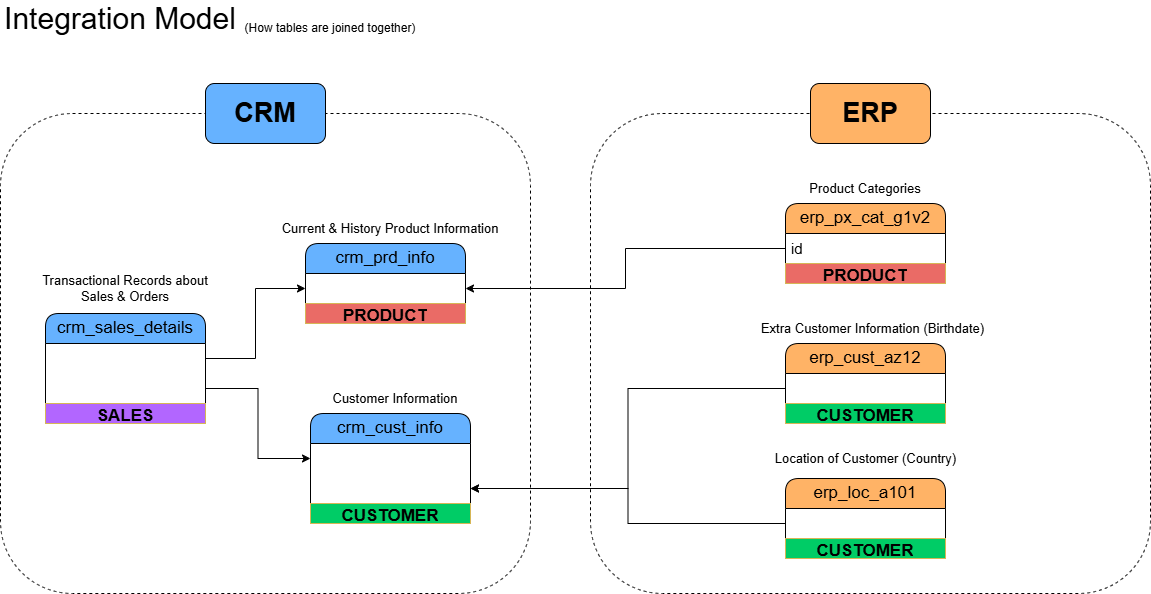 Integration Model (How tables are joined together)
CRM
ERP
Product Categories
erp_px_cat_g1v2
id
PRODUCT
Current & History Product Information
crm_prd_info
PRODUCT
Transactional Records about
Sales & Orders
crm_sales_details
SALES
Extra Customer Information (Birthdate)
erp_cust_az12
CUSTOMER
Customer Information
crm_cust_info
CUSTOMER
Location of Customer (Country)
erp_loc_a101
CUSTOMER